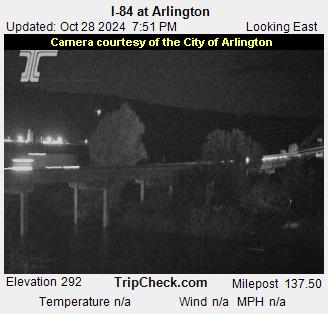 I-84 at Arlington
Updated: Oct 28 2024 7:51 PM Looking East
Camera courtesy of the City of Arlington
Elevation 292 TripCheck.com Milepost 137.50
Temperature n/a Wind n/a MPH n/a